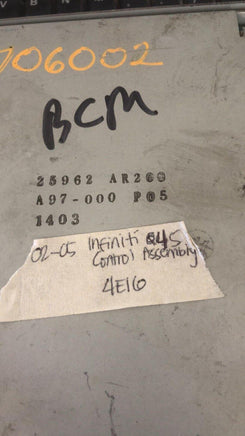 706002
BCM
25962 AR260
A97-000 P05
1403
02-05 Infiniti Q45
Control Assembly
4E16